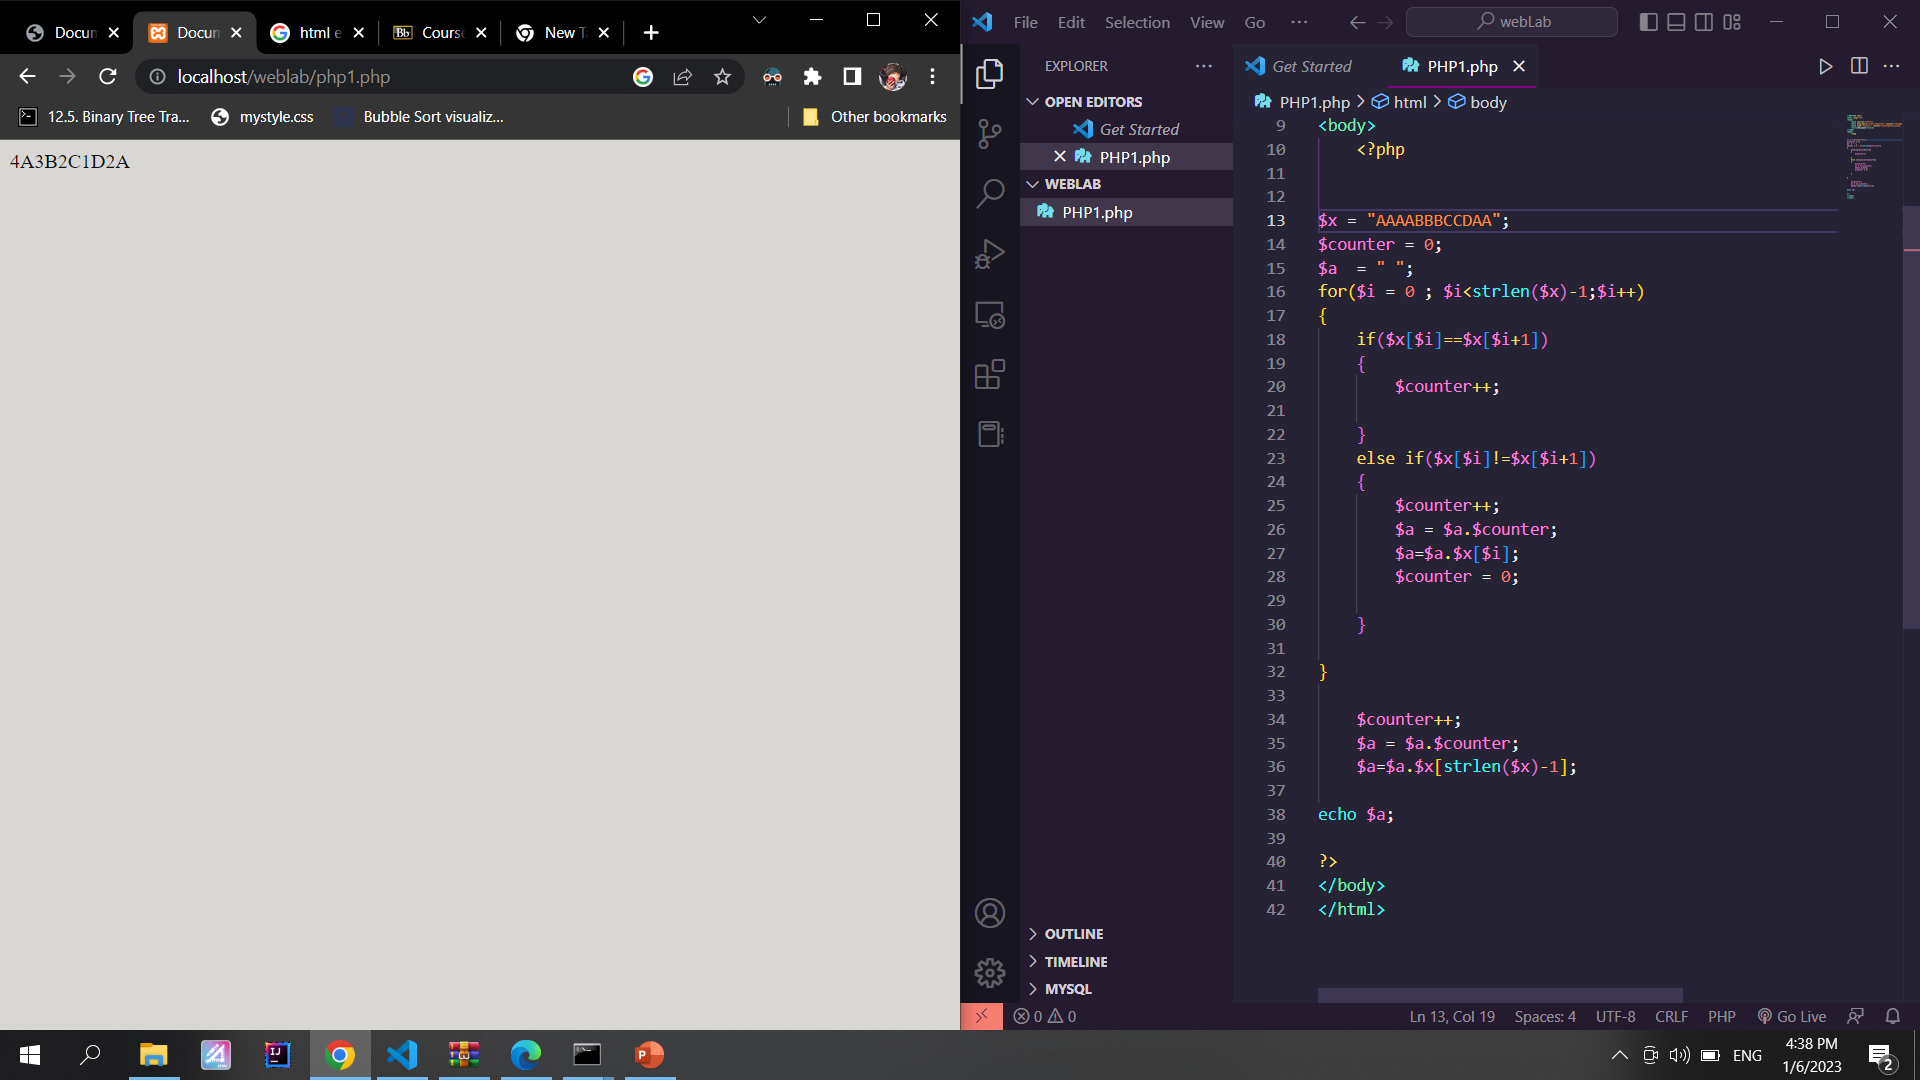 Docun
Docun
html e
Bb
Course
New T
localhost/weblab/php1.php
12.5. Binary Tree Tra...
mystyle.css
Bubble Sort visualiz...
Other bookmarks
4A3B2C1D2A
File Edit Selection View Go ...
webLab
EXPLORER
OPEN EDITORS
Get Started
PHP1.php
WEBLAB
PHP1.php
OUTLINE
TIMELINE
MYSQL
Get Started
PHP1.php
PHP1.php > html > body
9 <body>
10 <?php
11
12
13 $x = "AAAABBBCCDAA";
14 $counter = 0;
15 $a  = " ";
16 for($i = 0 ; $i<strlen($x)-1;$i++)
17 {
18 if($x[$i]==$x[$i+1])
19 {
20 $counter++;
21
22 }
23 else if($x[$i]!=$x[$i+1])
24 {
25 $counter++;
26 $a = $a.$counter;
27 $a=$a.$x[$i];
28 $counter = 0;
29
30 }
31
32 }
33
34 $counter++;
35 $a = $a.$counter;
36 $a=$a.$x[strlen($x)-1];
37
38 echo $a;
39
40 ?>
41 </body>
42 </html>
0 0
Ln 13, Col 19 Spaces: 4 UTF-8 CRLF PHP Go Live
IJ
P
ENG
4:38 PM
1/6/2023
2